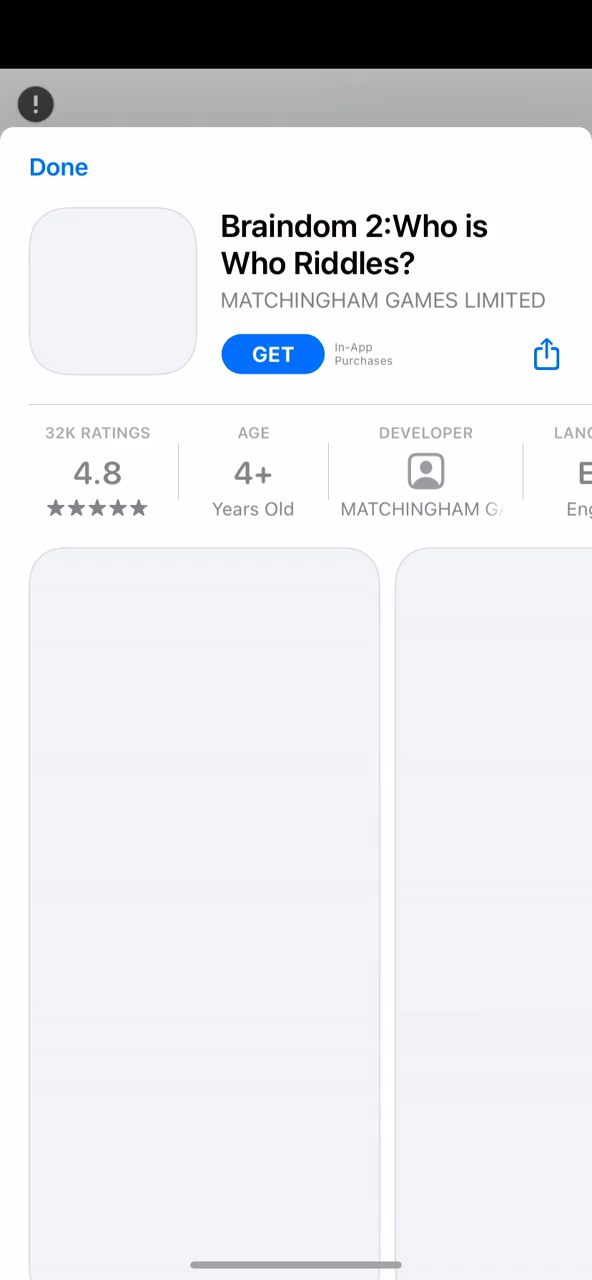 !
Done
Braindom 2:Who is
Who Riddles?
MATCHINGHAM GAMES LIMITED
GET
In-App
Purchases
32K RATINGS
4.8
★★★★★
AGE
4+
Years Old
DEVELOPER
MATCHINGHAM